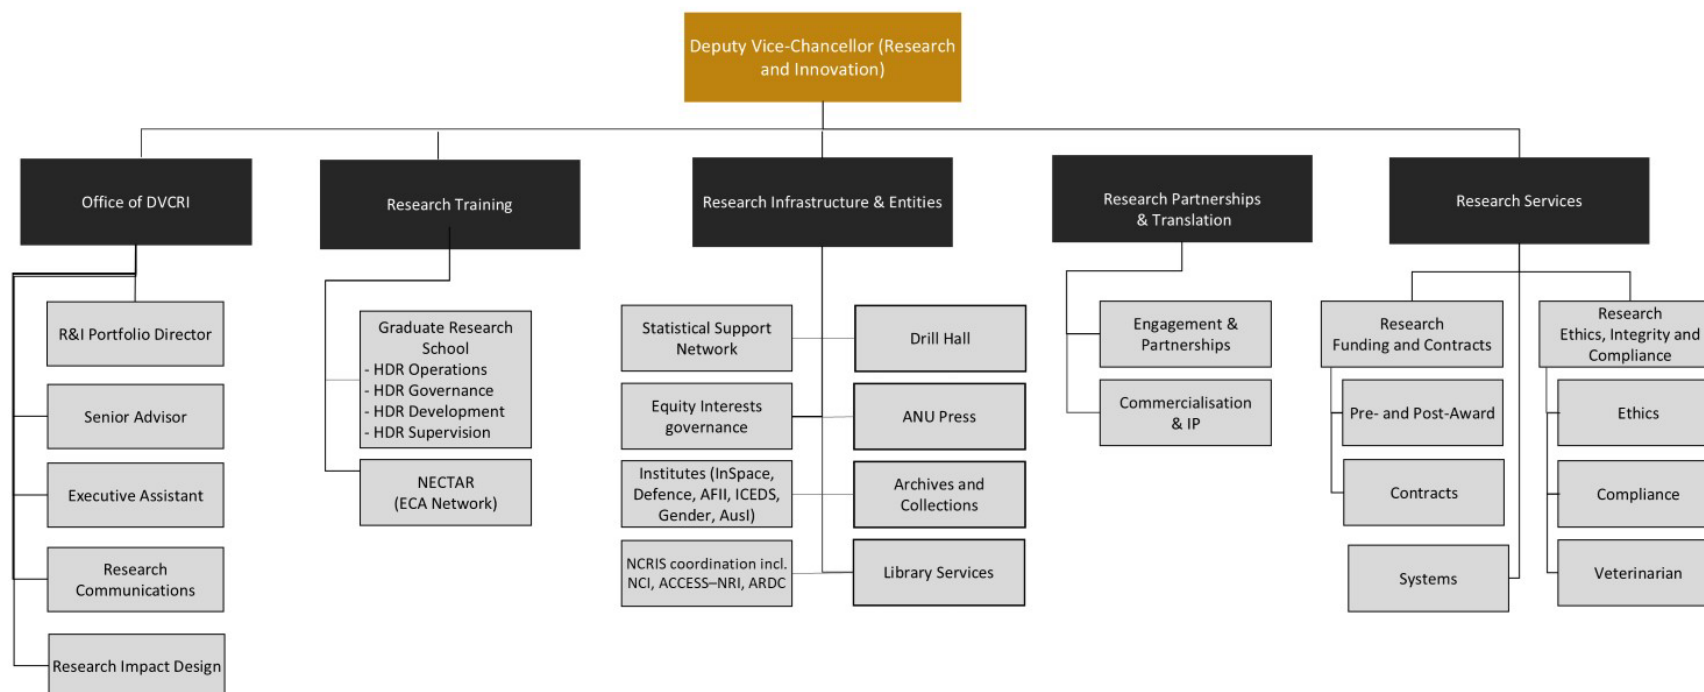 Deputy Vice-Chancellor (Research
and Innovation)
Office of DVCRI
Research Training
Research Infrastructure & Entities
Research Partnerships
& Translation
Research Services
R&I Portfolio Director
Senior Advisor
Executive Assistant
Research
Communications
Research Impact Design
Graduate Research
School
- HDR Operations
- HDR Governance
- HDR Development
- HDR Supervision
NECTAR
(ECA Network)
Statistical Support
Network
Equity Interests
governance
Institutes (InSpace,
Defence, AFII, ICEDS,
Gender, AusI)
NCRIS coordination incl.
NCI, ACCESS–NRI, ARDC
Drill Hall
ANU Press
Archives and
Collections
Library Services
Engagement &
Partnerships
Commercialisation
& IP
Research
Funding and Contracts
Pre- and Post-Award
Contracts
Systems
Research
Ethics, Integrity and
Compliance
Ethics
Compliance
Veterinarian